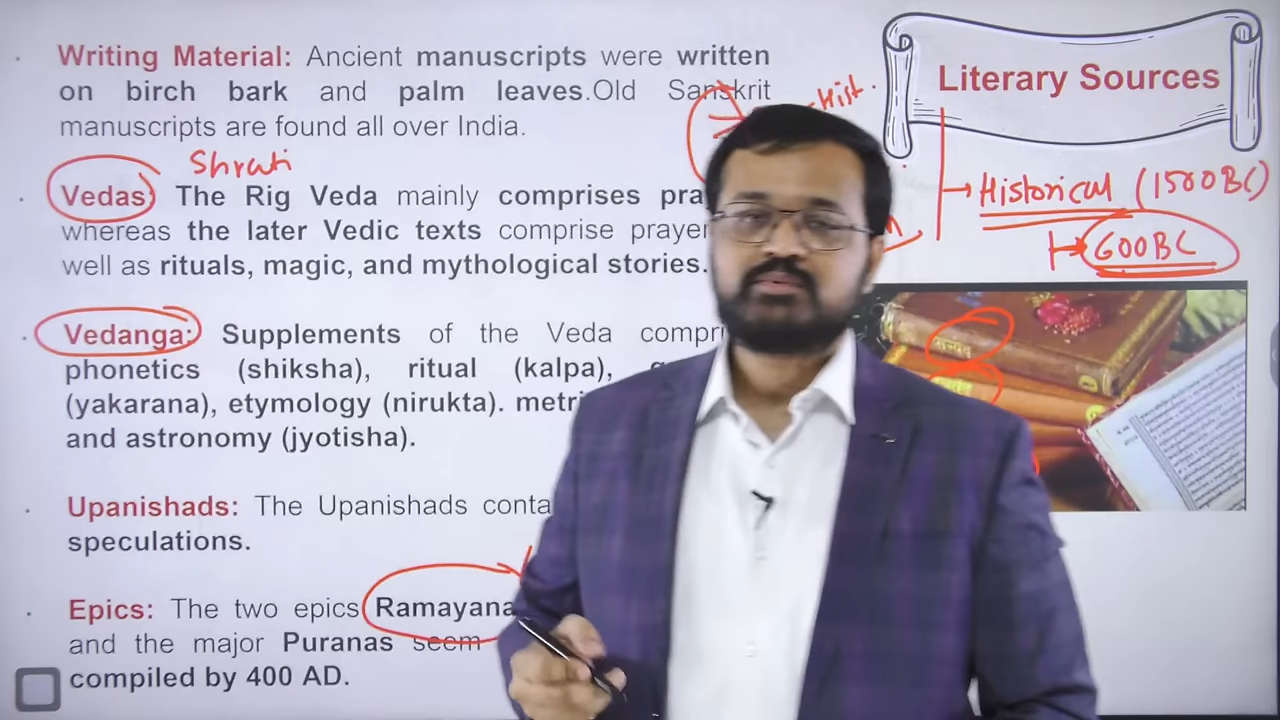 Writing Material: Ancient manuscripts were written
on birch bark and palm leaves.Old Sanskrit
manuscripts are found all over India.
Shruti
Vedas: The Rig Veda mainly comprises
whereas the later Vedic texts comprise
well as rituals, magic, and mythological stories.
Vedanga: Supplements of the Veda
phonetics (shiksha), ritual (kalpa),
(yakarana), etymology (nirukta).
and astronomy (jyotisha).
Upanishads: The Upanishads
speculations.
Epics: The two epics Ramayana
and the major Puranas seem
compiled by 400 AD.
Hist.
Literary Sources
→ Historical (1500BC)
→ 600BC